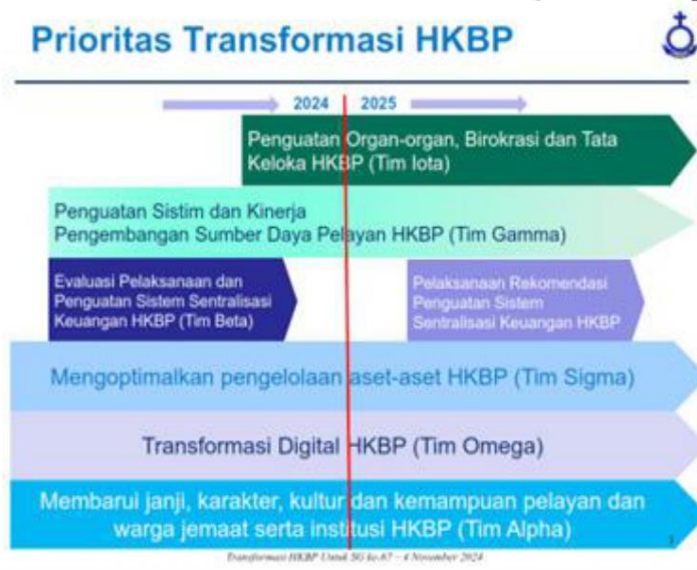 Prioritas Transformasi HKBP
2024 2025
Penguatan Organ-organ, Birokrasi dan Tata
Keloka HKBP (Tim Iota)
Penguatan Sistim dan Kinerja
Pengembangan Sumber Daya Pelayan HKBP (Tim Gamma)
Evaluasi Pelaksanaan dan
Penguatan Sistem Sentralisasi
Keuangan HKBP (Tim Beta)
Pelaksanaan Rekomendasi
Penguatan Sistem
Sentralisasi Keuangan HKBP
Mengoptimalkan pengelolaan aset-aset HKBP (Tim Sigma)
Transformasi Digital HKBP (Tim Omega)
Membarui janji, karakter, kultur dan kemampuan pelayan dan
warga jemaat serta institusi HKBP (Tim Alpha)
Transformasi HKBP Untuk SG ke.67 – 4 November 2024